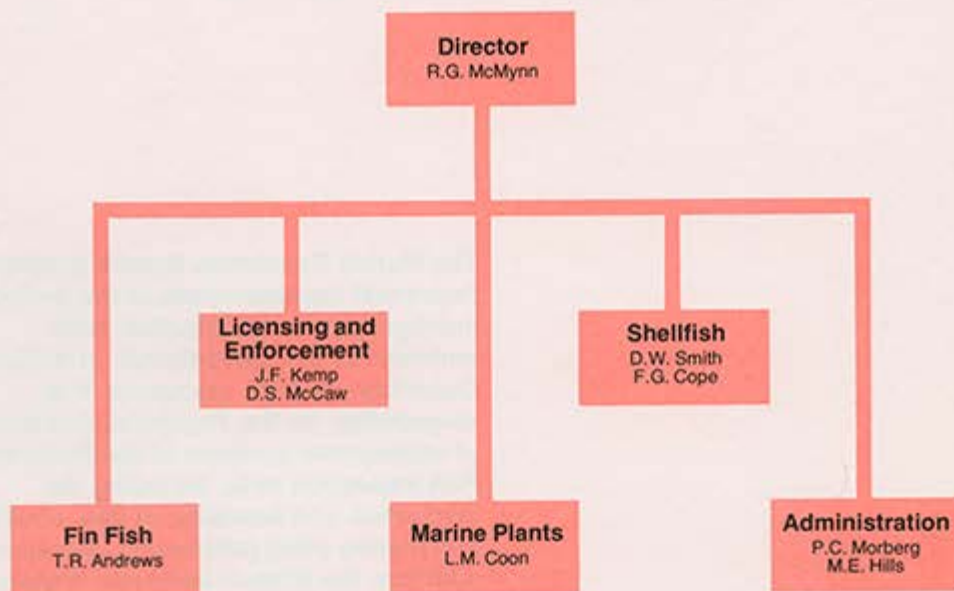 Director
R.G. McMynn
Licensing and
Enforcement
J.F. Kemp
D.S. McCaw
Shellfish
D.W. Smith
F.G. Cope
Fin Fish
T.R. Andrews
Marine Plants
L.M. Coon
Administration
P.C. Morberg
M.E. Hills